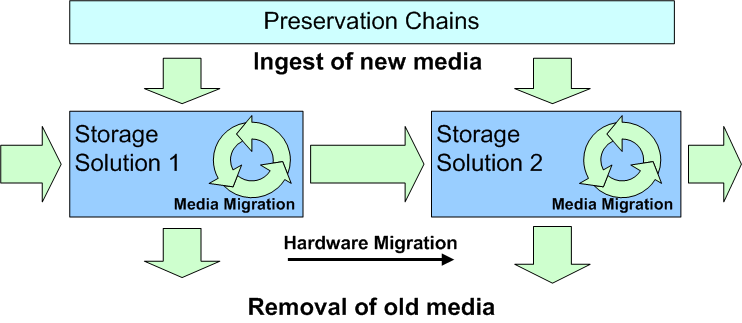 Preservation Chains
Ingest of new media
Storage
Solution 1
Media Migration
Storage
Solution 2
Media Migration
Hardware Migration
Removal of old media